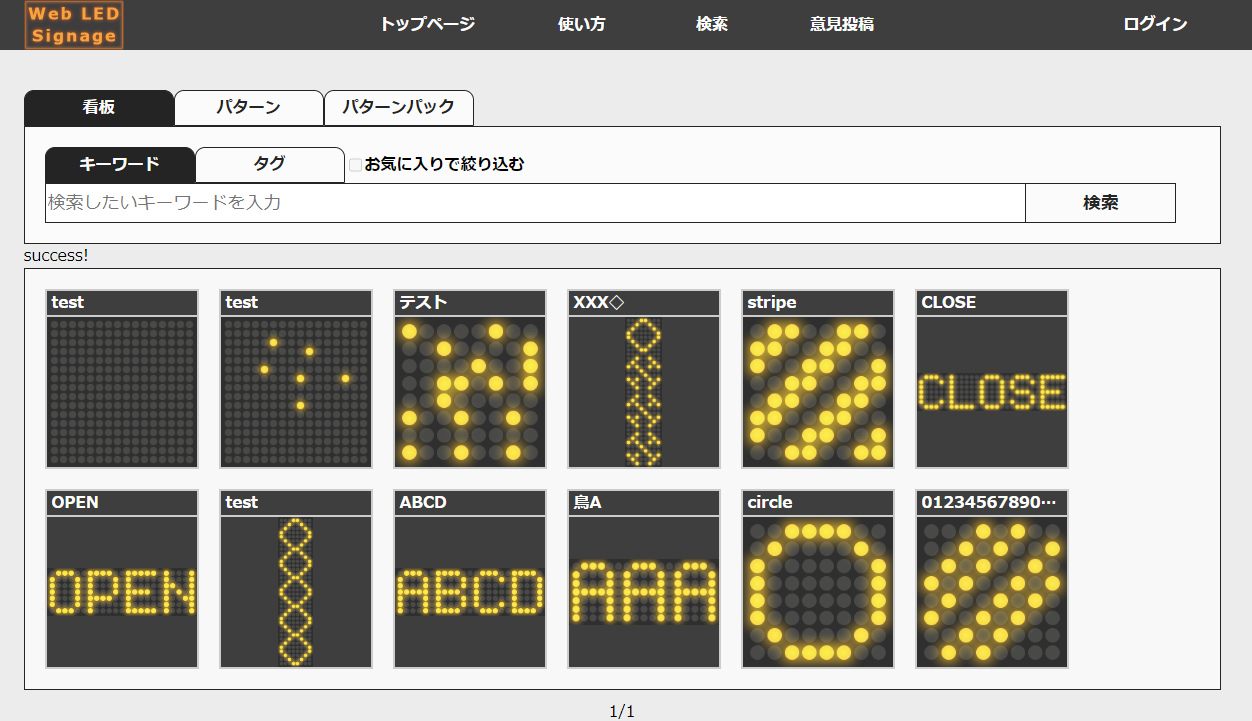 Web LED
Signage
トップページ
使い方
検索
意見投稿
ログイン
看板
パターン
パターンパック
キーワード
タグ
お気に入りで絞り込む
検索したいキーワードを入力
検索
success!
test
test
テスト
XXX◇
stripe
CLOSE
CLOSE
OPEN
test
ABCD
鳥A
circle
01234567890…
OPEN
ABCD
AAA
1/1